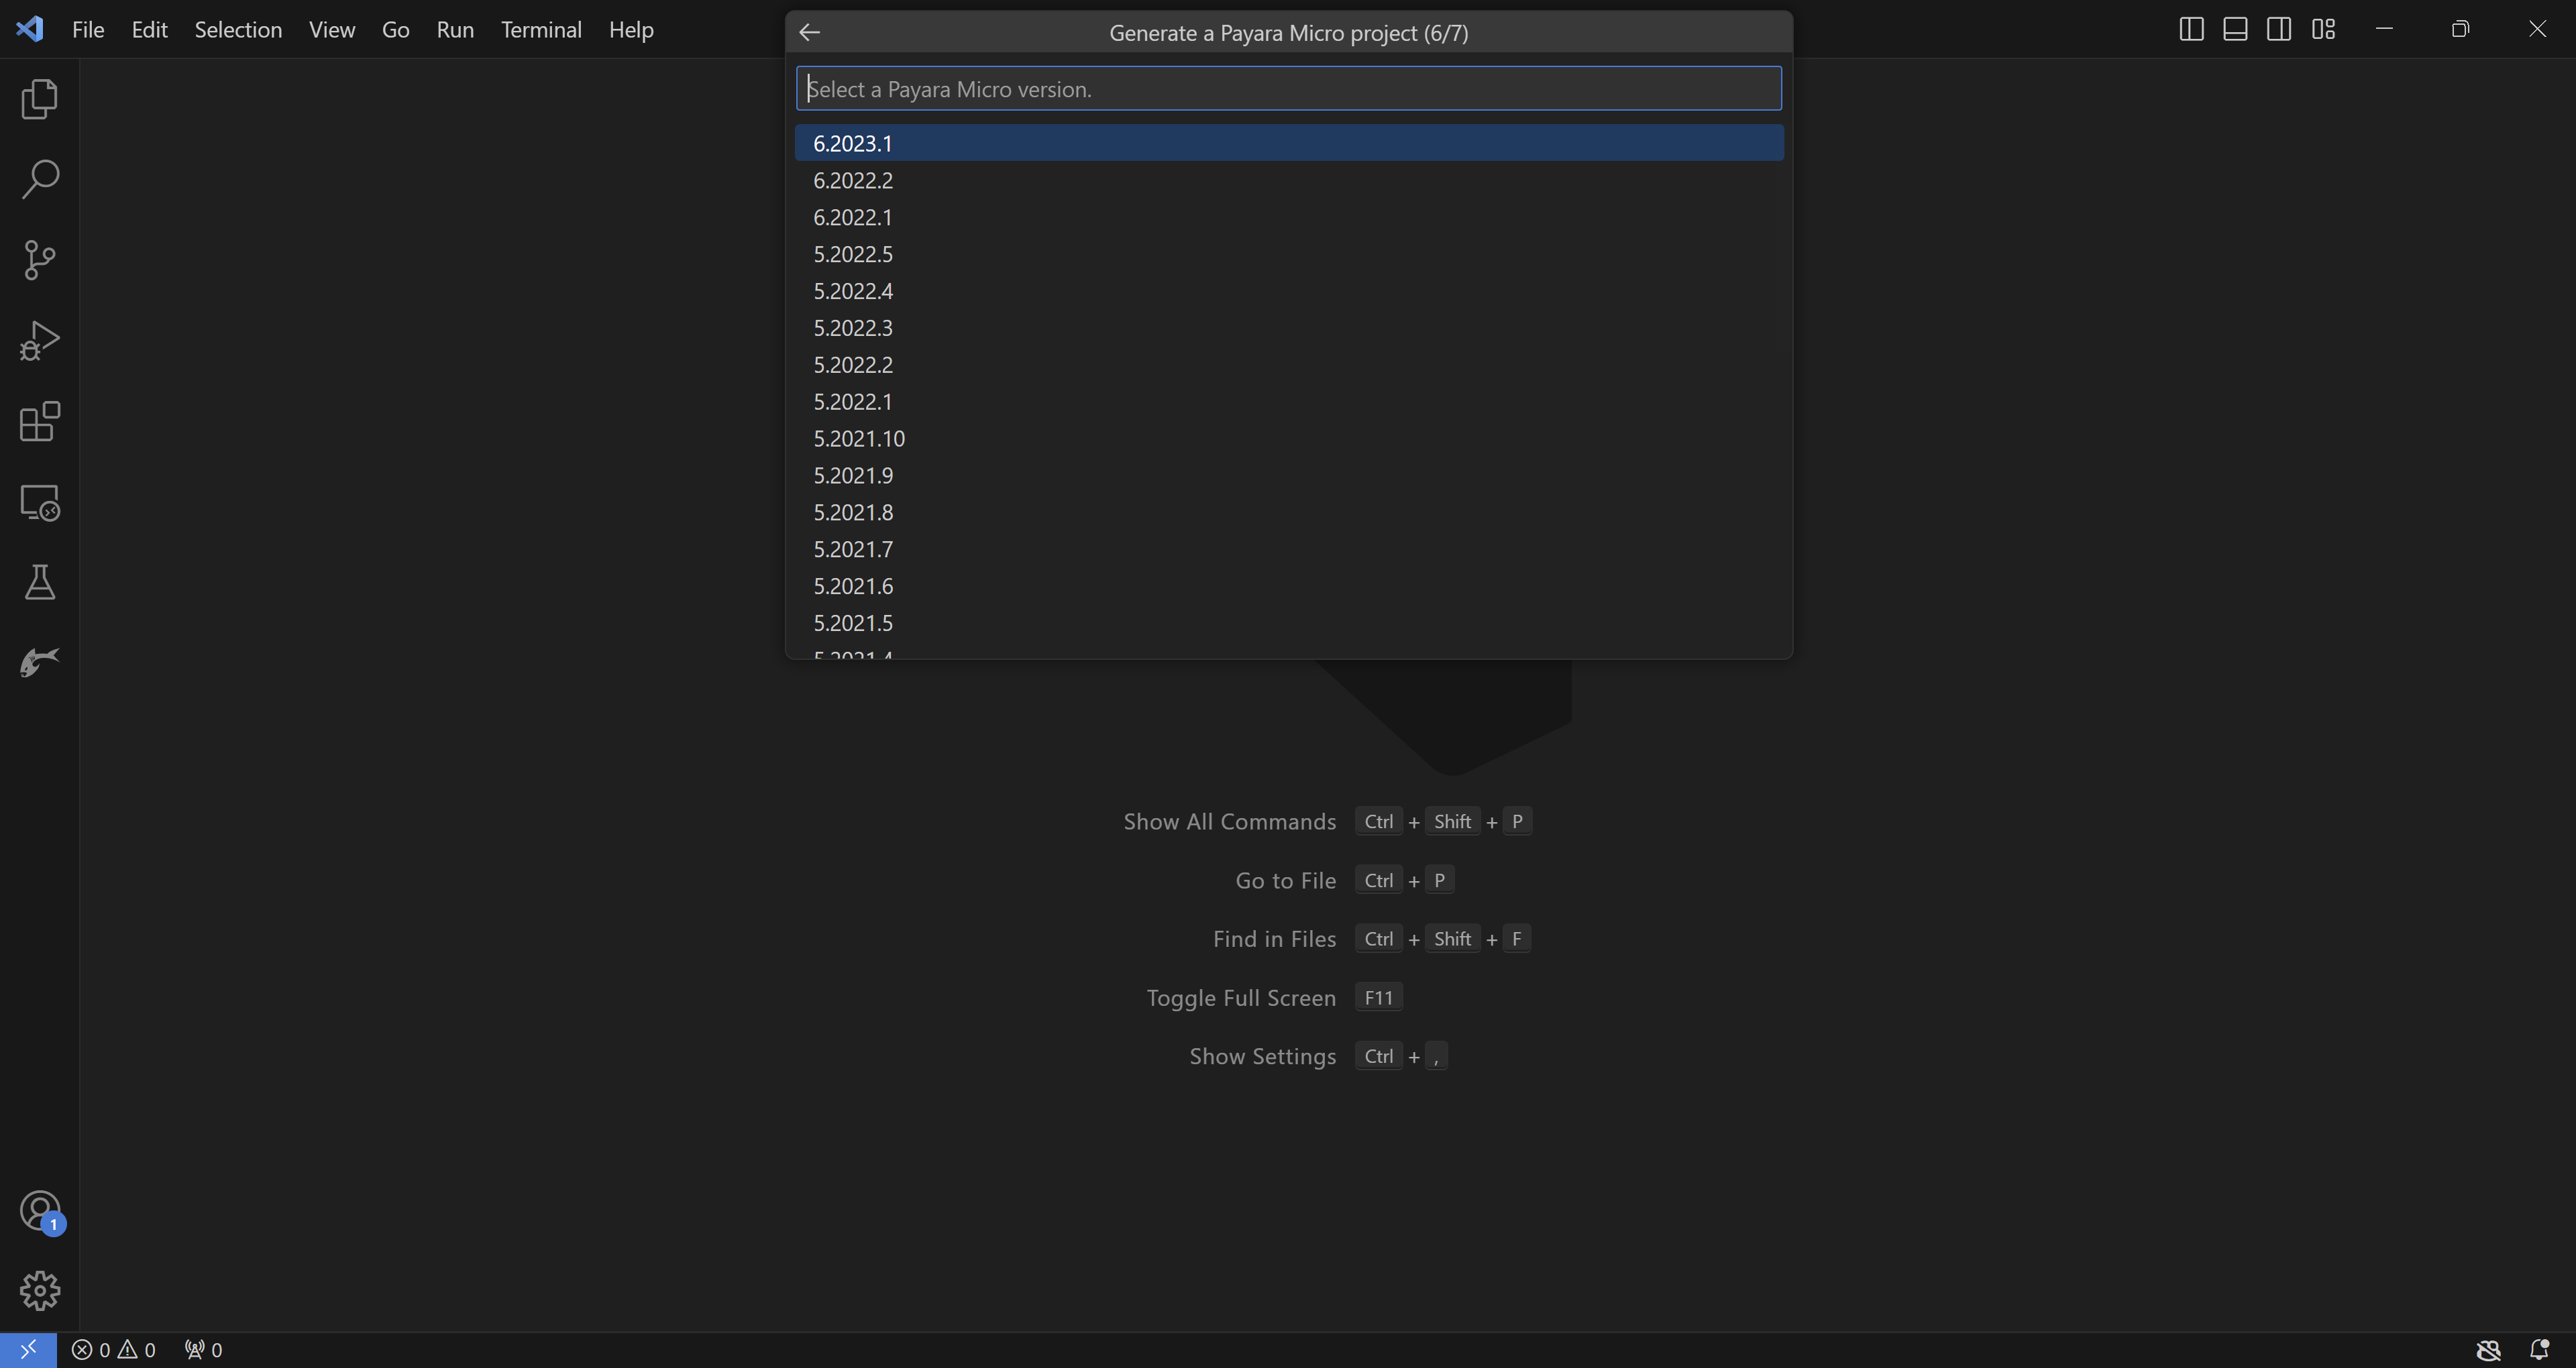 File Edit Selection View Go Run Terminal Help
Generate a Payara Micro project (6/7)
Select a Payara Micro version.
6.2023.1
6.2022.2
6.2022.1
5.2022.5
5.2022.4
5.2022.3
5.2022.2
5.2022.1
5.2021.10
5.2021.9
5.2021.8
5.2021.7
5.2021.6
5.2021.5
5.2021.4
Show All Commands Ctrl + Shift + P
Go to File Ctrl + P
Find in Files Ctrl + Shift + F
Toggle Full Screen F11
Show Settings Ctrl + ,
1
0 0 0